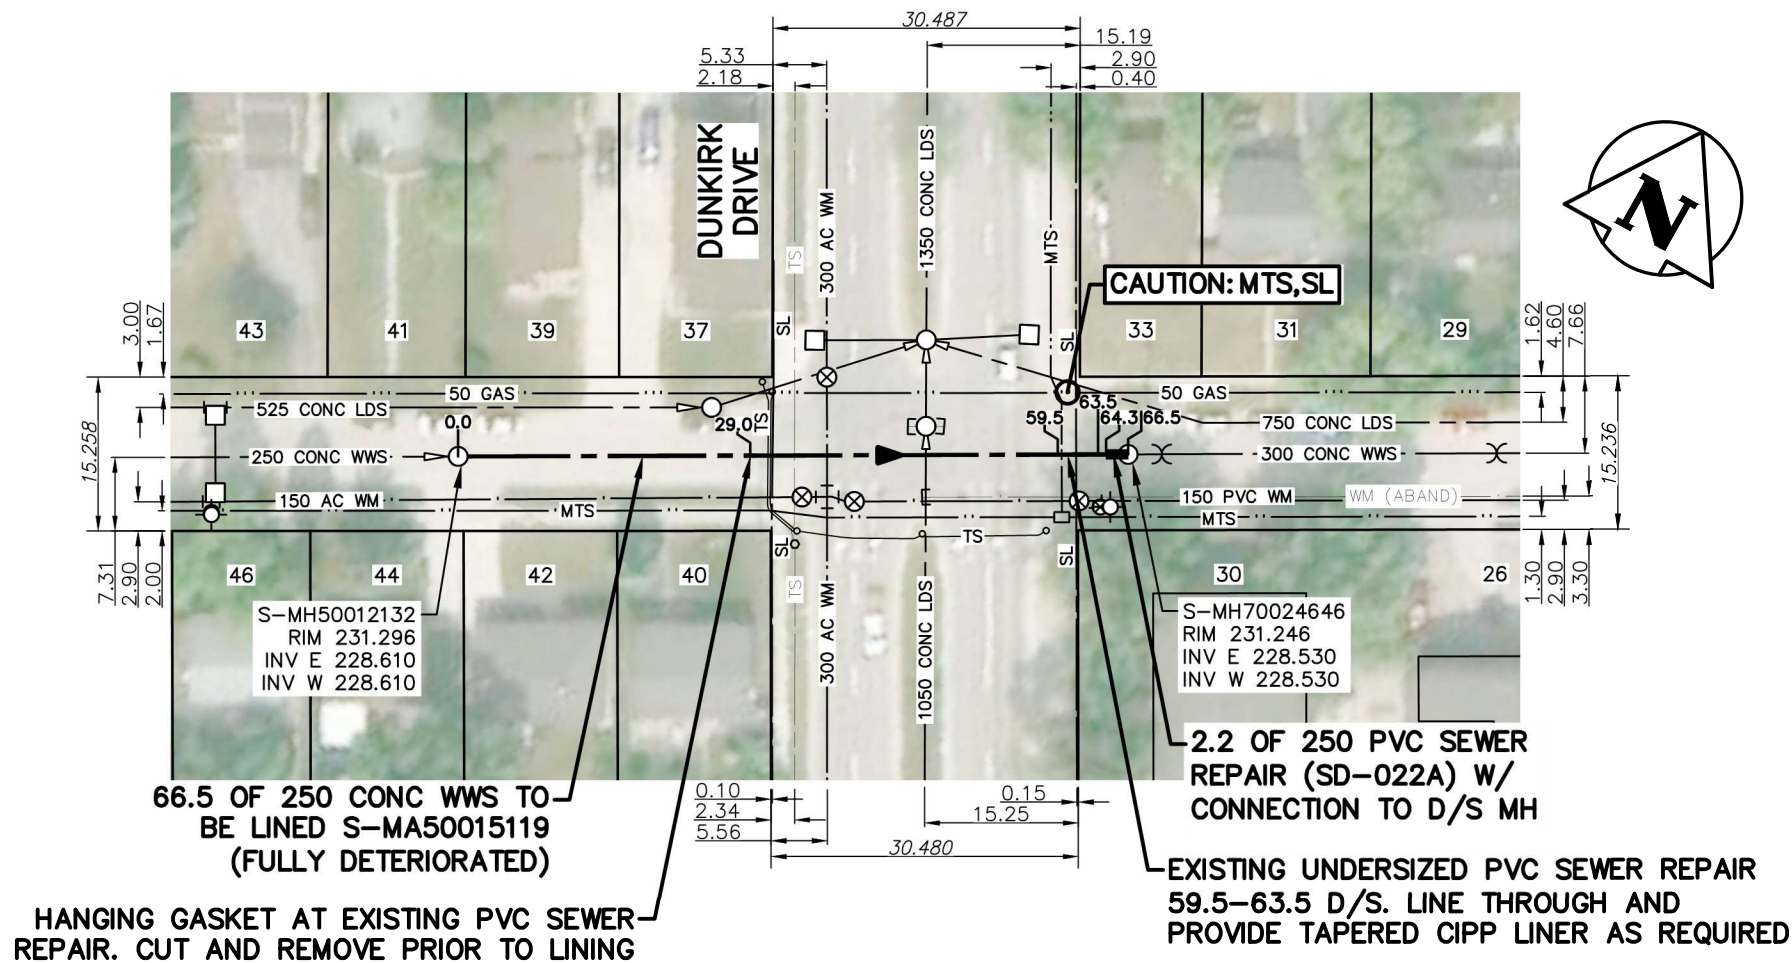 30.487
15.19
5.33
2.90
2.18
0.40
DUNKIRK
DRIVE
TS
300 AC WM
1350 CONC LDS
MTS
N
CAUTION: MTS,SL
3.00
1.67
43
41
39
37
SL
SL
33
31
29
1.62
4.60
7.66
50 GAS
50 GAS
525 CONC LDS
0.0
29.0
TS
59.5
63.5
64.3
66.5
750 CONC LDS
15.258
250 CONC WWS
300 CONC WWS
15.236
150 AC WM
150 PVC WM
WM (ABAND)
MTS
MTS
TS
SL
SL
7.31
2.90
2.00
46
44
42
40
TS
300 AC WM
1050 CONC LDS
30
26
1.30
2.90
3.30
S-MH50012132
RIM 231.296
INV E 228.610
INV W 228.610
S-MH70024646
RIM 231.246
INV E 228.530
INV W 228.530
2.2 OF 250 PVC SEWER
REPAIR (SD-022A) W/
CONNECTION TO D/S MH
66.5 OF 250 CONC WWS TO
BE LINED S-MA50015119
(FULLY DETERIORATED)
0.10
2.34
5.56
0.15
15.25
30.480
EXISTING UNDERSIZED PVC SEWER REPAIR
59.5-63.5 D/S. LINE THROUGH AND
PROVIDE TAPERED CIPP LINER AS REQUIRED
HANGING GASKET AT EXISTING PVC SEWER
REPAIR. CUT AND REMOVE PRIOR TO LINING